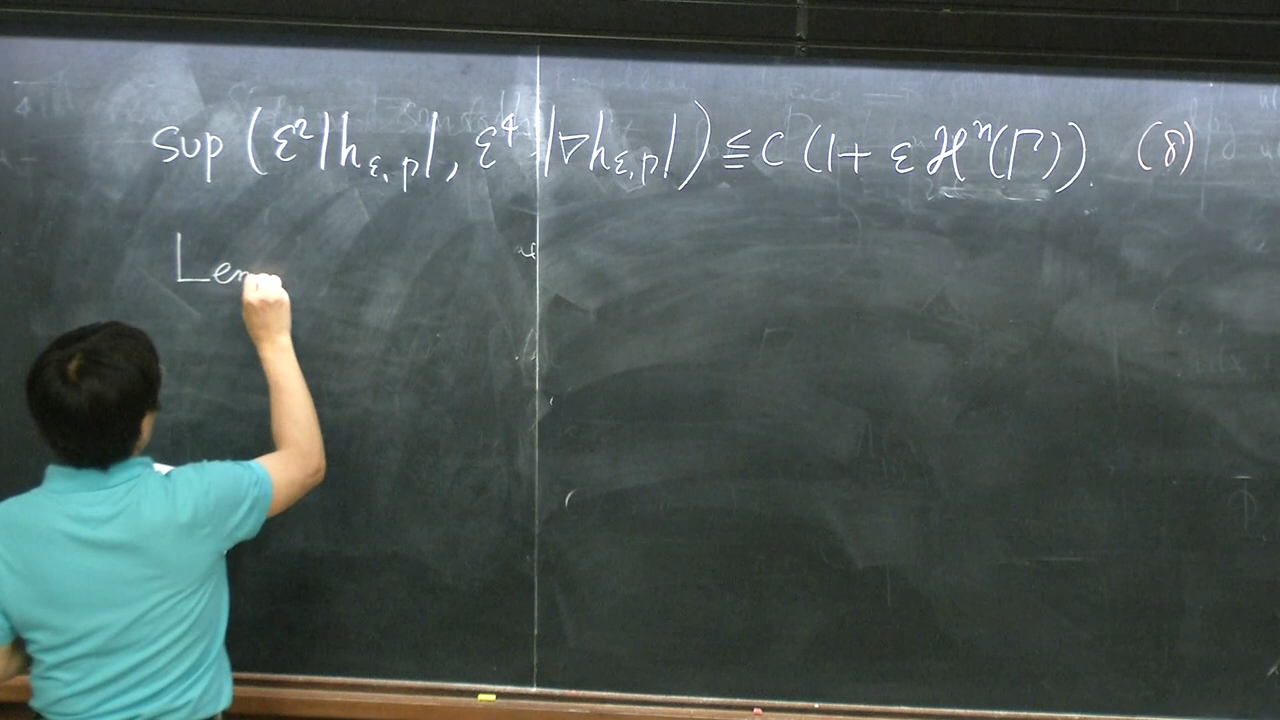 Sup (ε²|h_{ε,p}|, ε⁴|∇h_{ε,p}|) ≦ C (1+ εℋⁿ(Γ)). (8)
Lem